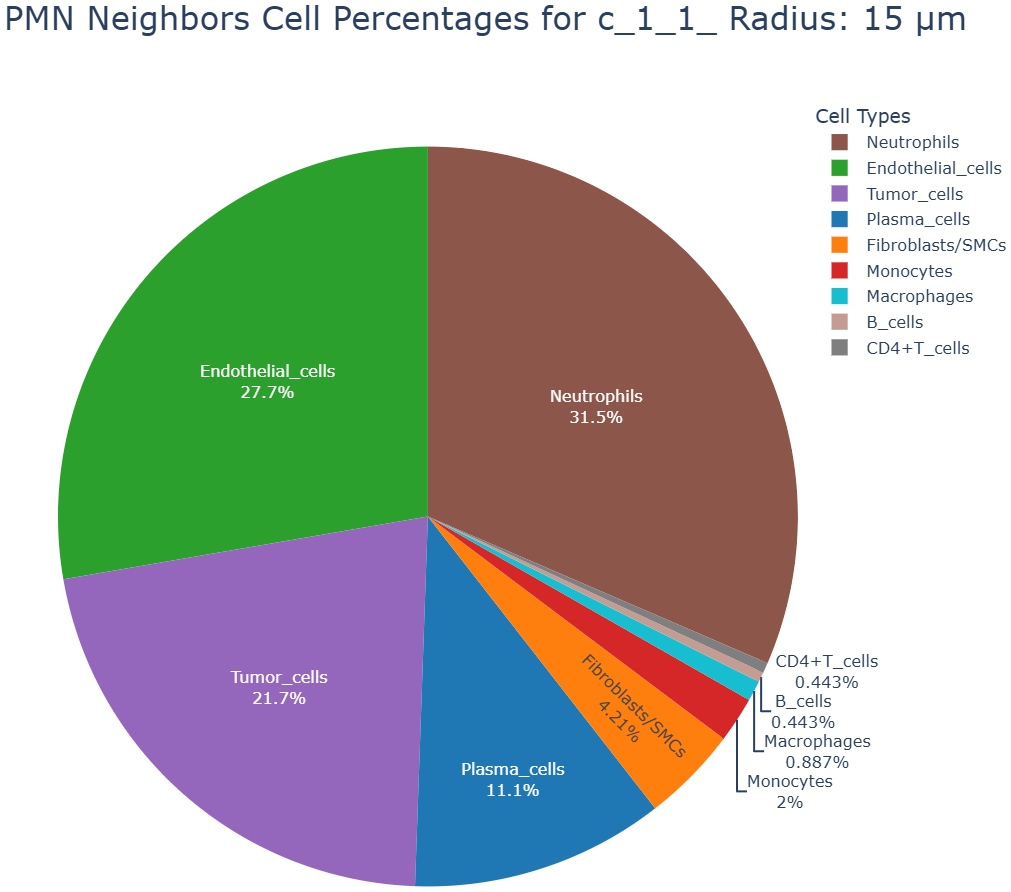 PMN Neighbors Cell Percentages for c_1_1_ Radius: 15 μm
Cell Types
Neutrophils
Endothelial_cells
Tumor_cells
Plasma_cells
Fibroblasts/SMCs
Monocytes
Macrophages
B_cells
CD4+T_cells
Endothelial_cells
27.7%
Neutrophils
31.5%
Tumor_cells
21.7%
Plasma_cells
11.1%
Fibroblasts/SMCs
4.21%
CD4+T_cells
0.443%
B_cells
0.443%
Macrophages
0.887%
Monocytes
2%